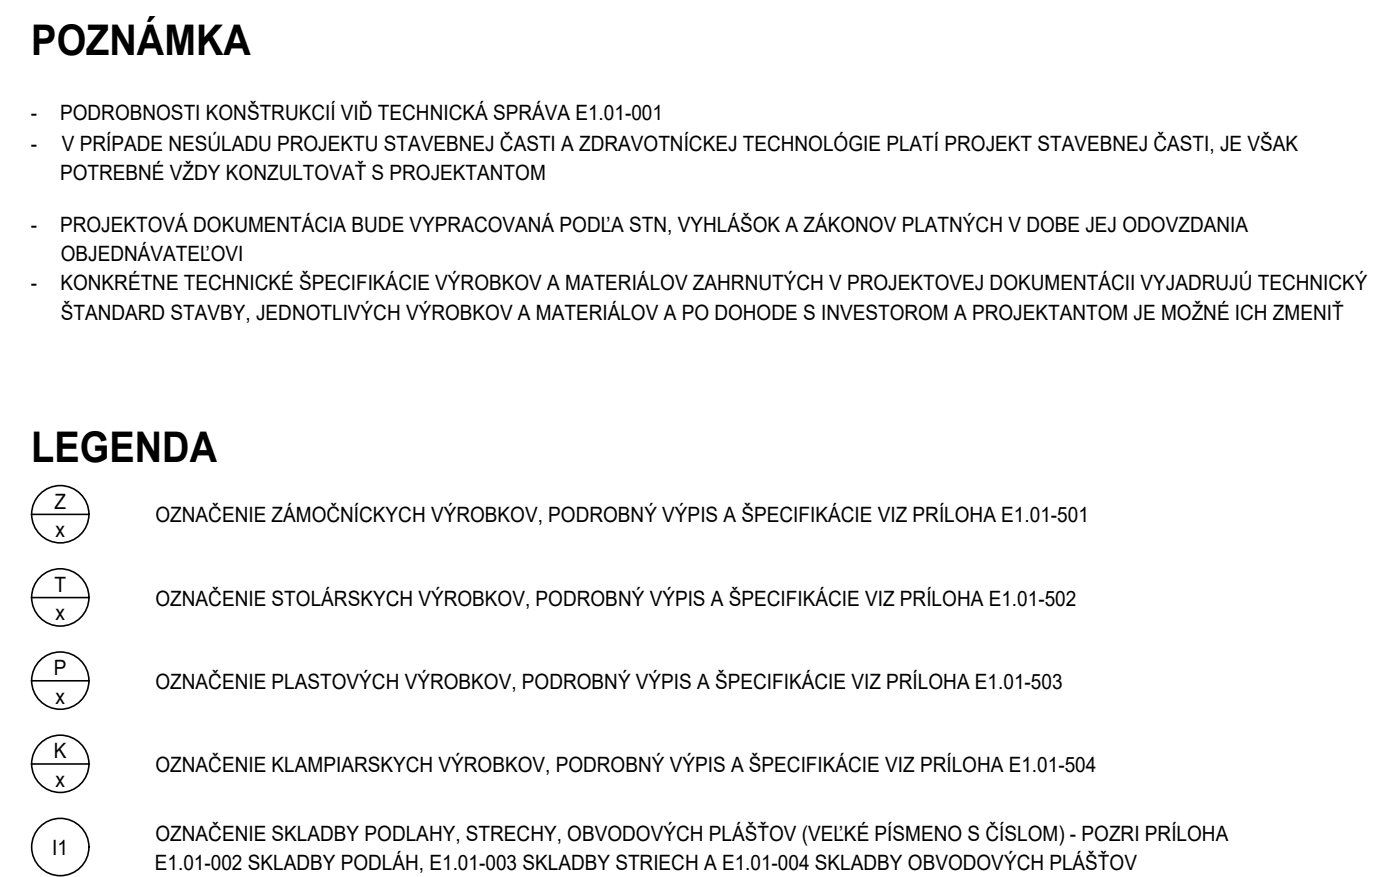 POZNÁMKA
- PODROBNOSTI KONŠTRUKCIÍ VIĎ TECHNICKÁ SPRÁVA E1.01-001
- V PRÍPADE NESÚLADU PROJEKTU STAVEBNEJ ČASTI A ZDRAVOTNÍCKEJ TECHNOLÓGIE PLATÍ PROJEKT STAVEBNEJ ČASTI, JE VŠAK
POTREBNÉ VŽDY KONZULTOVAŤ S PROJEKTANTOM
- PROJEKTOVÁ DOKUMENTÁCIA BUDE VYPRACOVANÁ PODĽA STN, VYHLÁŠOK A ZÁKONOV PLATNÝCH V DOBE JEJ ODOVZDANIA
OBJEDNÁVATEĽOVI
- KONKRÉTNE TECHNICKÉ ŠPECIFIKÁCIE VÝROBKOV A MATERIÁLOV ZAHRNUTÝCH V PROJEKTOVEJ DOKUMENTÁCII VYJADRUJÚ TECHNICKÝ
ŠTANDARD STAVBY, JEDNOTLIVÝCH VÝROBKOV A MATERIÁLOV A PO DOHODE S INVESTOROM A PROJEKTANTOM JE MOŽNÉ ICH ZMENIŤ
LEGENDA
Z
x
OZNAČENIE ZÁMOČNÍCKYCH VÝROBKOV, PODROBNÝ VÝPIS A ŠPECIFIKÁCIE VIZ PRÍLOHA E1.01-501
T
x
OZNAČENIE STOLÁRSKYCH VÝROBKOV, PODROBNÝ VÝPIS A ŠPECIFIKÁCIE VIZ PRÍLOHA E1.01-502
P
x
OZNAČENIE PLASTOVÝCH VÝROBKOV, PODROBNÝ VÝPIS A ŠPECIFIKÁCIE VIZ PRÍLOHA E1.01-503
K
x
OZNAČENIE KLAMPIARSKYCH VÝROBKOV, PODROBNÝ VÝPIS A ŠPECIFIKÁCIE VIZ PRÍLOHA E1.01-504
I1
OZNAČENIE SKLADBY PODLAHY, STRECHY, OBVODOVÝCH PLÁŠŤOV (VEĽKÉ PÍSMENO S ČÍSLOM) - POZRI PRÍLOHA
E1.01-002 SKLADBY PODLÁH, E1.01-003 SKLADBY STRIECH A E1.01-004 SKLADBY OBVODOVÝCH PLÁŠŤOV